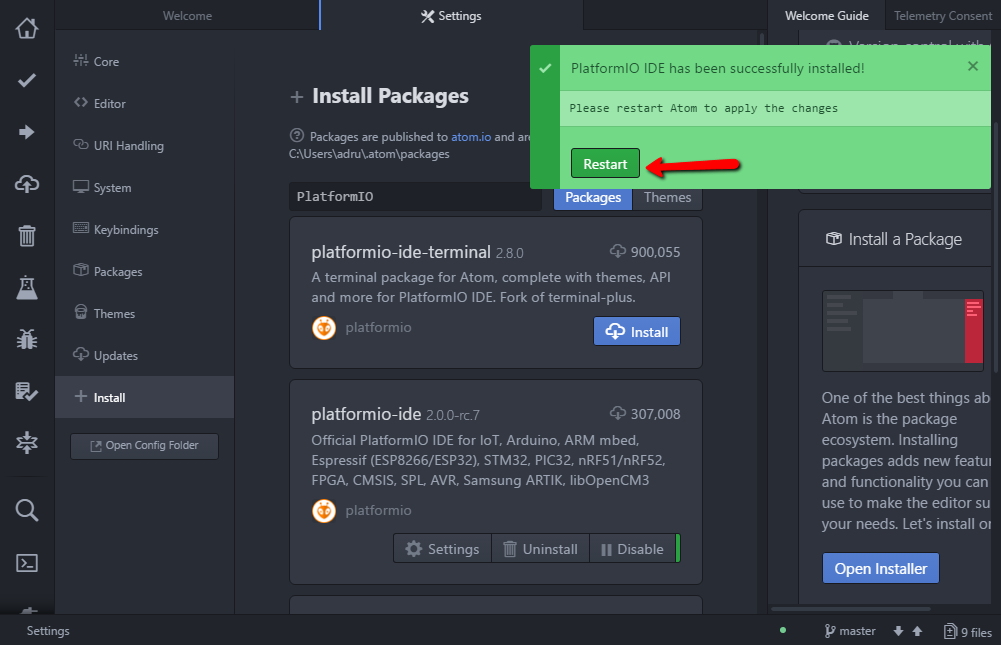 Welcome
Settings
Welcome Guide
Telemetry Consent
Core
Editor
URI Handling
System
Keybindings
Packages
Themes
Updates
Install
Open Config Folder
Install Packages
Packages are published to atom.io and are
C:\Users\adru\.atom\packages
PlatformIO
Packages
Themes
PlatformIO IDE has been successfully installed!
Please restart Atom to apply the changes
Restart
platformio-ide-terminal 2.8.0
900,055
A terminal package for Atom, complete with themes, API
and more for PlatformIO IDE. Fork of terminal-plus.
platformio
Install
platformio-ide 2.0.0-rc.7
307,008
Official PlatformIO IDE for IoT, Arduino, ARM mbed,
Espressif (ESP8266/ESP32), STM32, PIC32, nRF51/nRF52,
FPGA, CMSIS, SPL, AVR, Samsung ARTIK, libOpenCM3
platformio
Settings
Uninstall
Disable
Install a Package
One of the best things ab
Atom is the package
ecosystem. Installing
packages adds new featur
and functionality you can
use to make the editor su
your needs. Let's install o
Open Installer
Settings
master
9 files